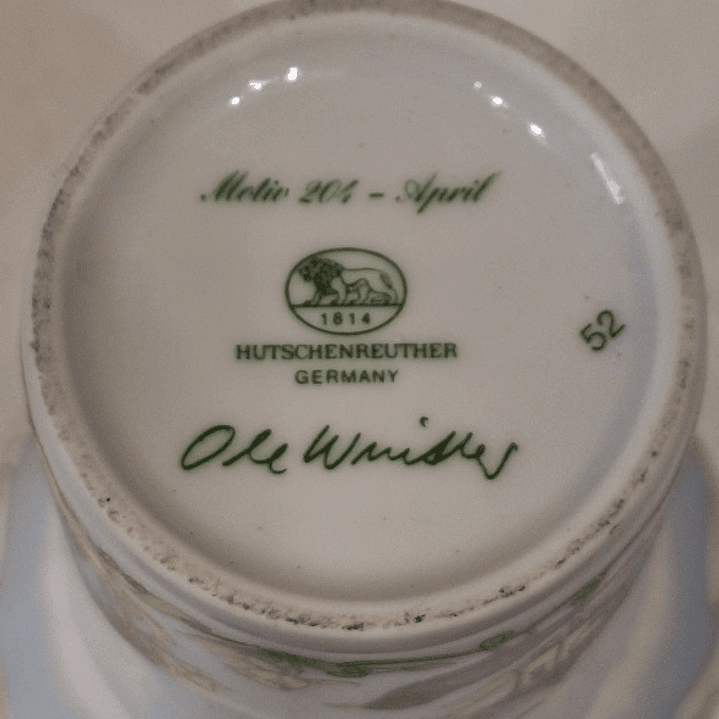 Motiv 204 - April
1814
HUTSCHENREUTHER
GERMANY
52
Ole Winther